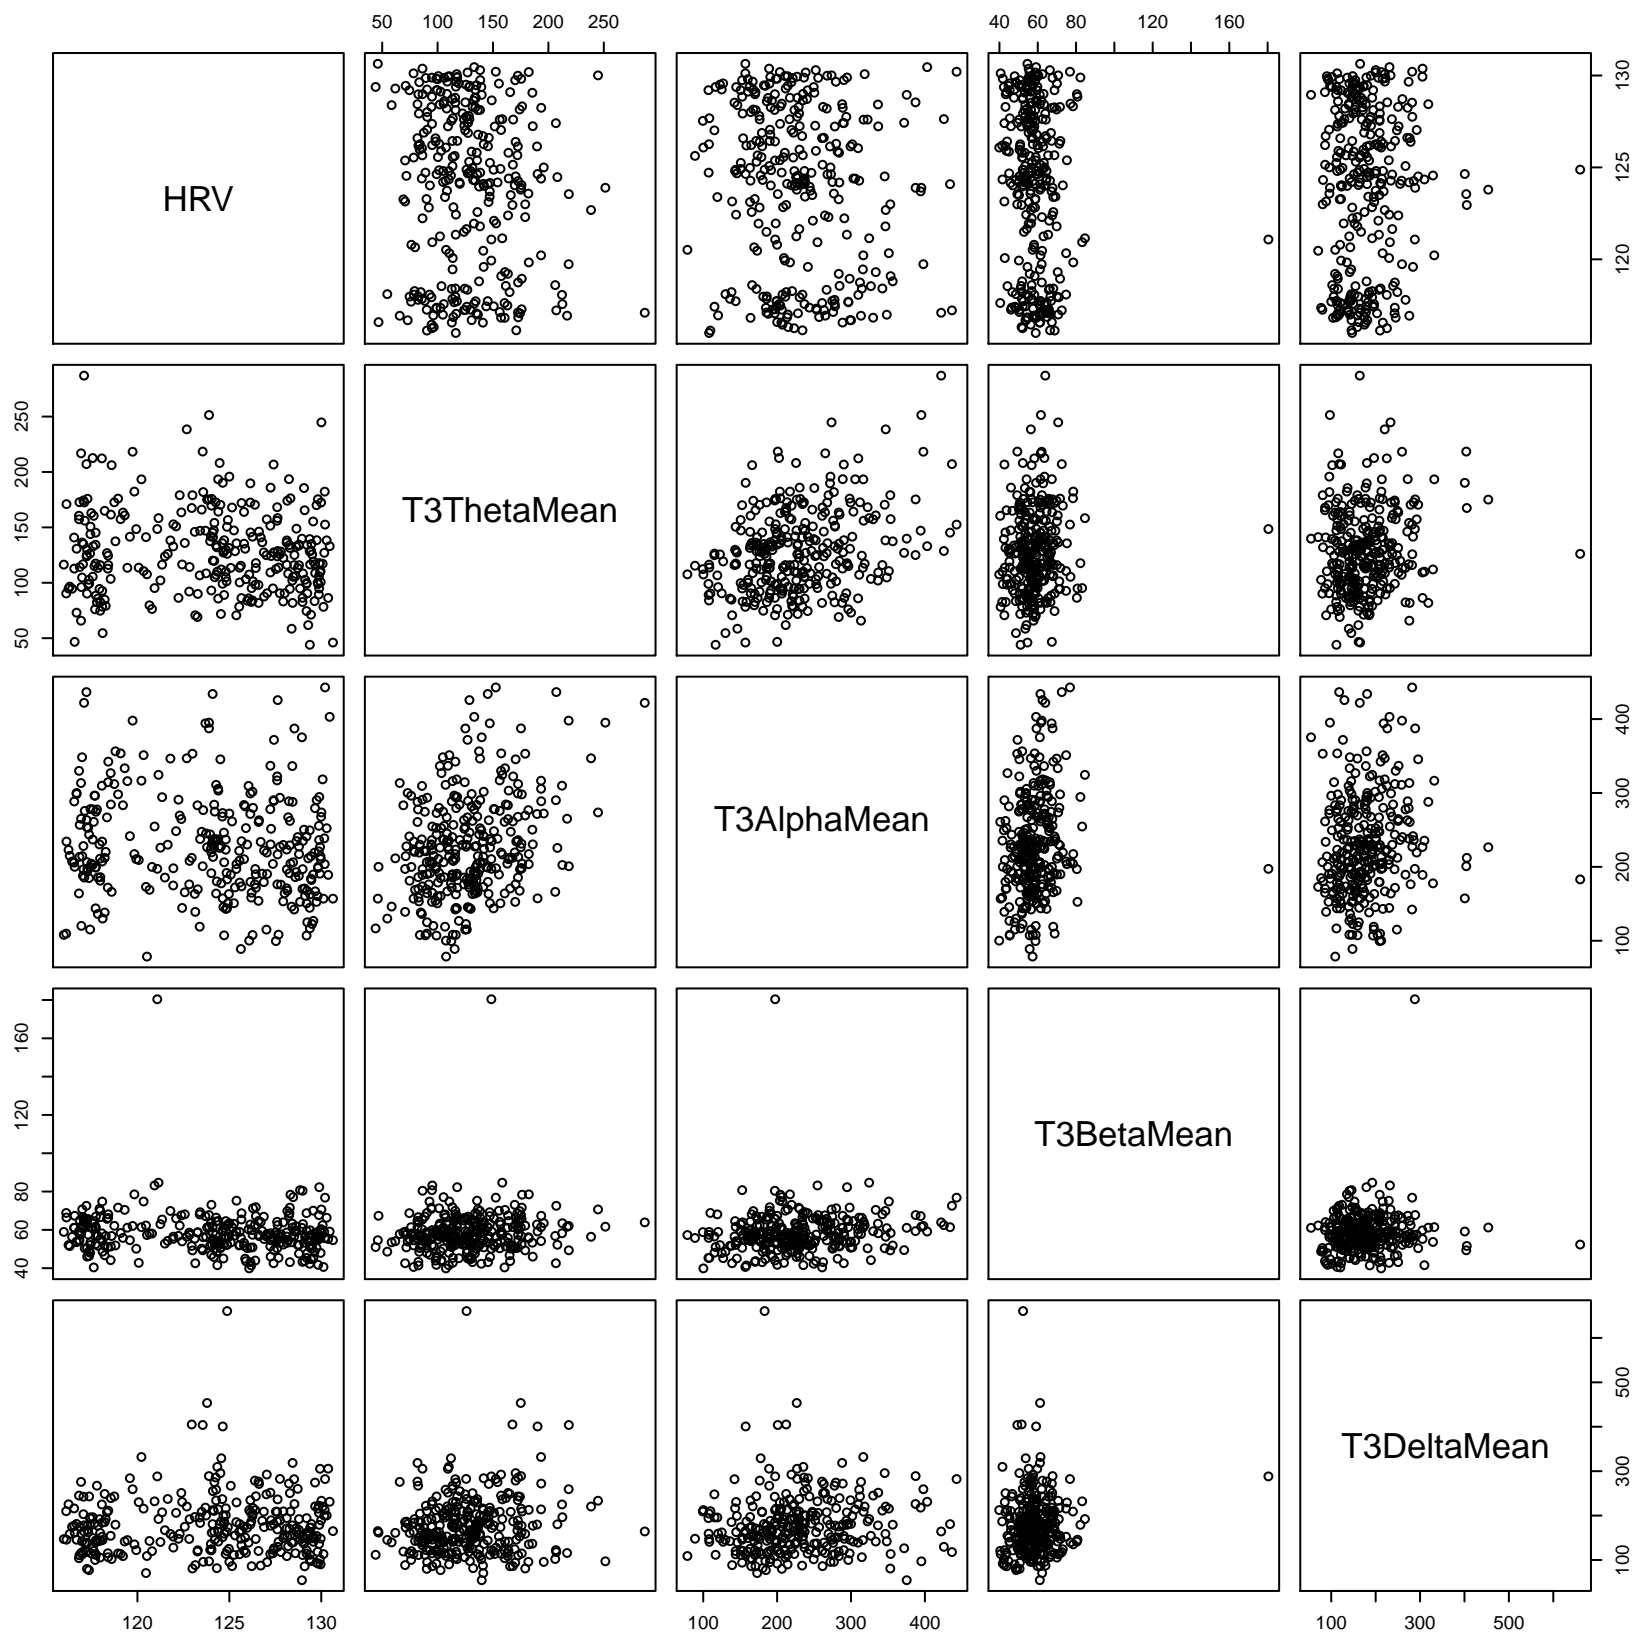 50 100 150 200 250 40 60 80 120 160
HRV
120 125 130
50 100 150 200 250
T3ThetaMean
T3AlphaMean
100 200 300 400
40 60 80 120 160
T3BetaMean
T3DeltaMean
100 300 500
120 125 130 100 200 300 400 100 300 500